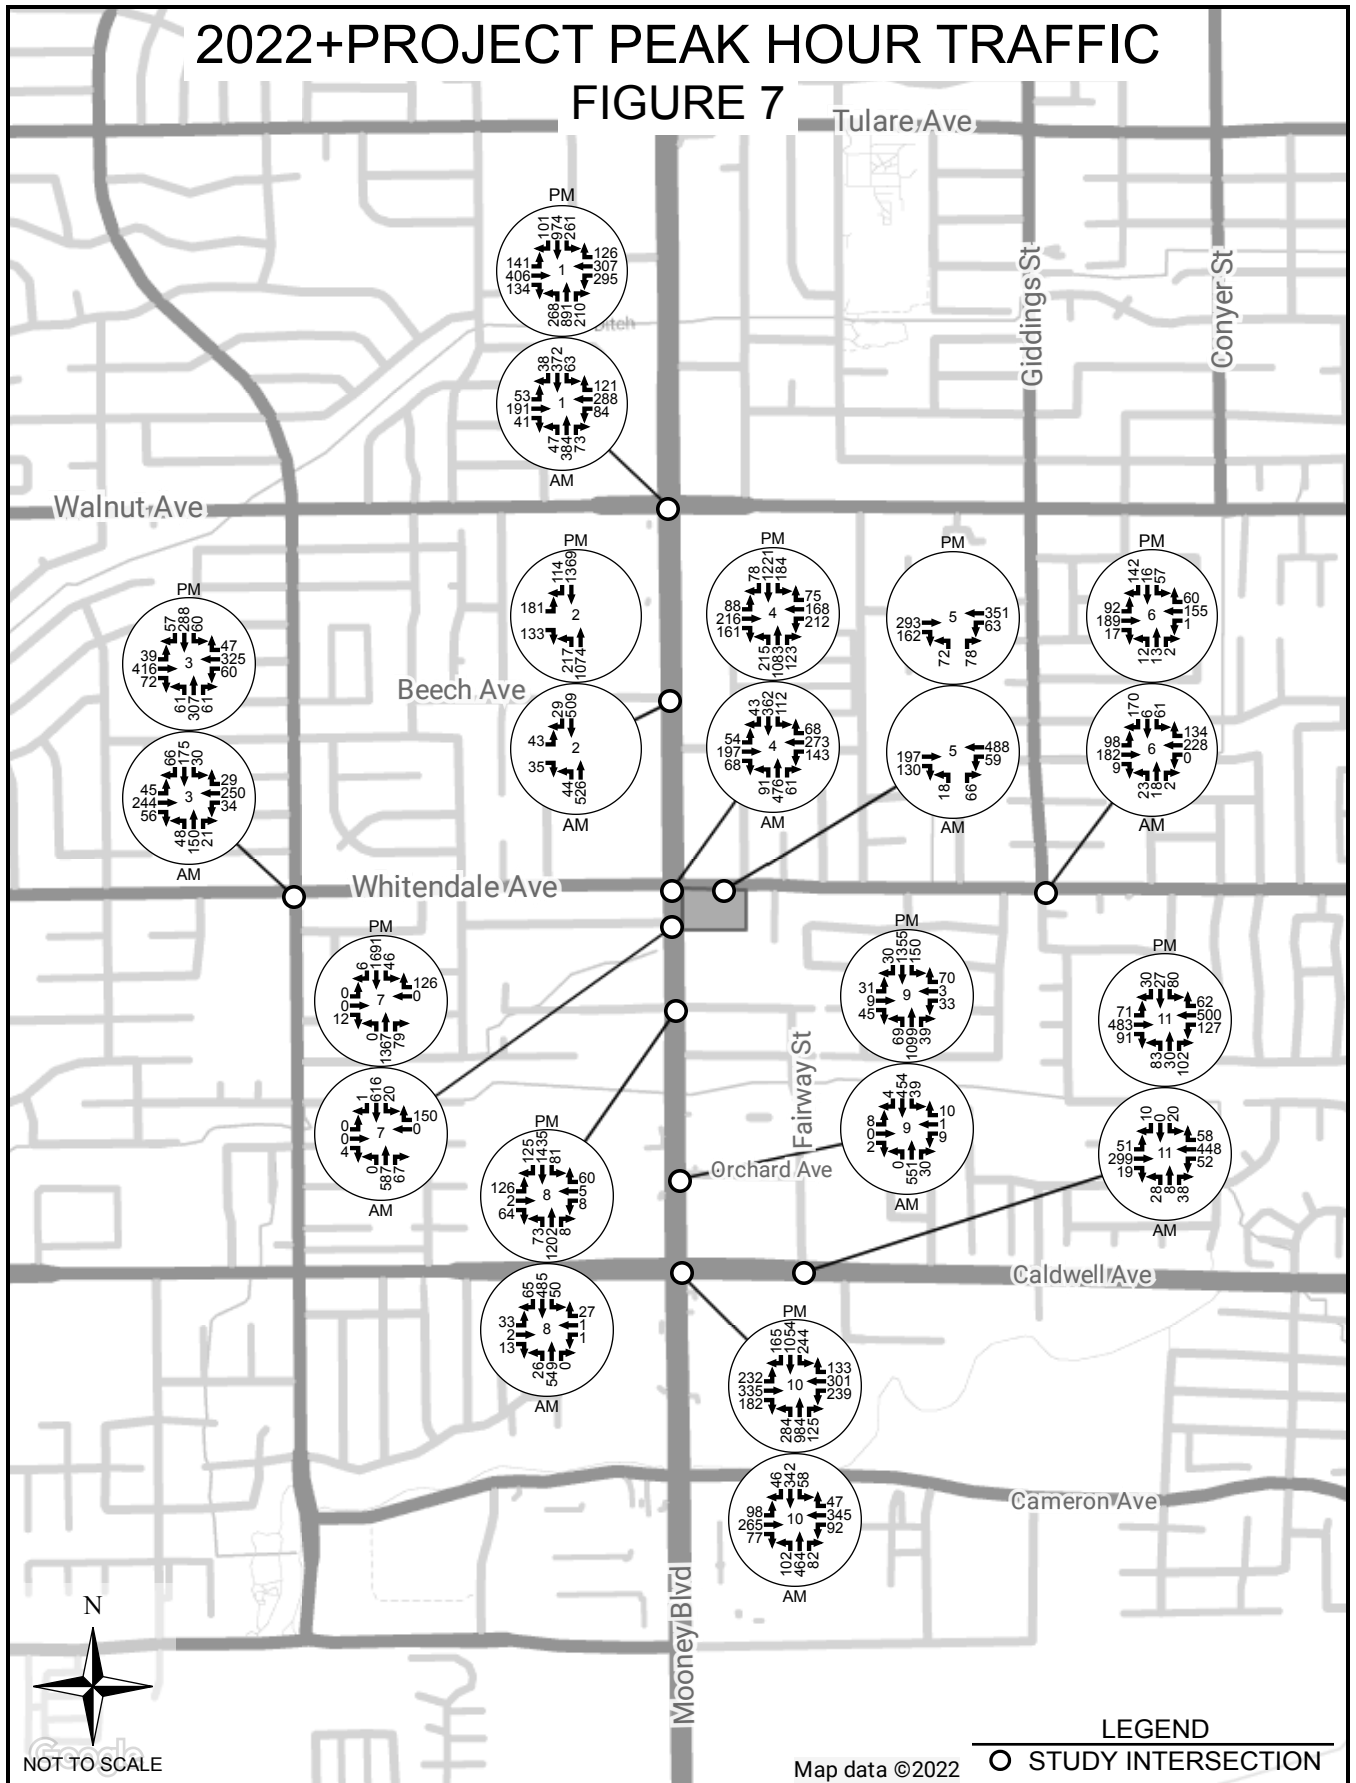 2022+PROJECT PEAK HOUR TRAFFIC
FIGURE 7
Tulare Ave
Giddings St
Conyer St
PM
101 974 261
141 406 134
1
126 307 295
268 891 210
Ditch
38 372 63
53 191 41
1
121 288 84
47 384 73
AM
Walnut Ave
PM
114 1369
181
133
2
217 1074
Beech Ave
29 509
43
35
2
44 526
AM
PM
57 288 60
39 416 72
3
47 325 60
61 307 61
66 175 30
45 244 56
3
29 250 34
48 150 21
AM
PM
78 1221 184
88 216 161
4
75 168 212
215 1083 123
43 362 112
54 197 68
4
68 273 143
91 476 61
AM
PM
293 162
5
351 63
72 78
197 130
5
488 59
18 66
AM
PM
142 16 57
92 189 17
6
60 155 1
12 13 2
170 6 61
98 182 9
6
134 228 0
23 18 2
AM
Whitendale Ave
PM
6 1691 46
0 0 12
7
126 0
0 1367 79
1 616 20
0 0 4
7
150 0
0 587 67
AM
PM
125 1435 81
126 2 64
8
60 5 8
73 1202 8
65 485 50
33 2 13
8
27 1 1
26 549 0
AM
PM
30 1355 150
31 9 45
9
70 3 33
69 1099 39
4 454 39
8 0 2
9
10 1 9
0 551 30
AM
Fairway St
Orchard Ave
PM
30 27 80
71 483 91
11
62 500 127
83 30 102
10 0 20
51 299 19
11
58 448 52
28 8 38
AM
Caldwell Ave
PM
165 1054 244
232 335 182
10
133 301 239
284 984 125
46 342 58
98 265 77
10
47 345 92
102 464 82
AM
Cameron Ave
Mooney Blvd
N
Google
NOT TO SCALE
Map data ©2022
LEGEND
STUDY INTERSECTION